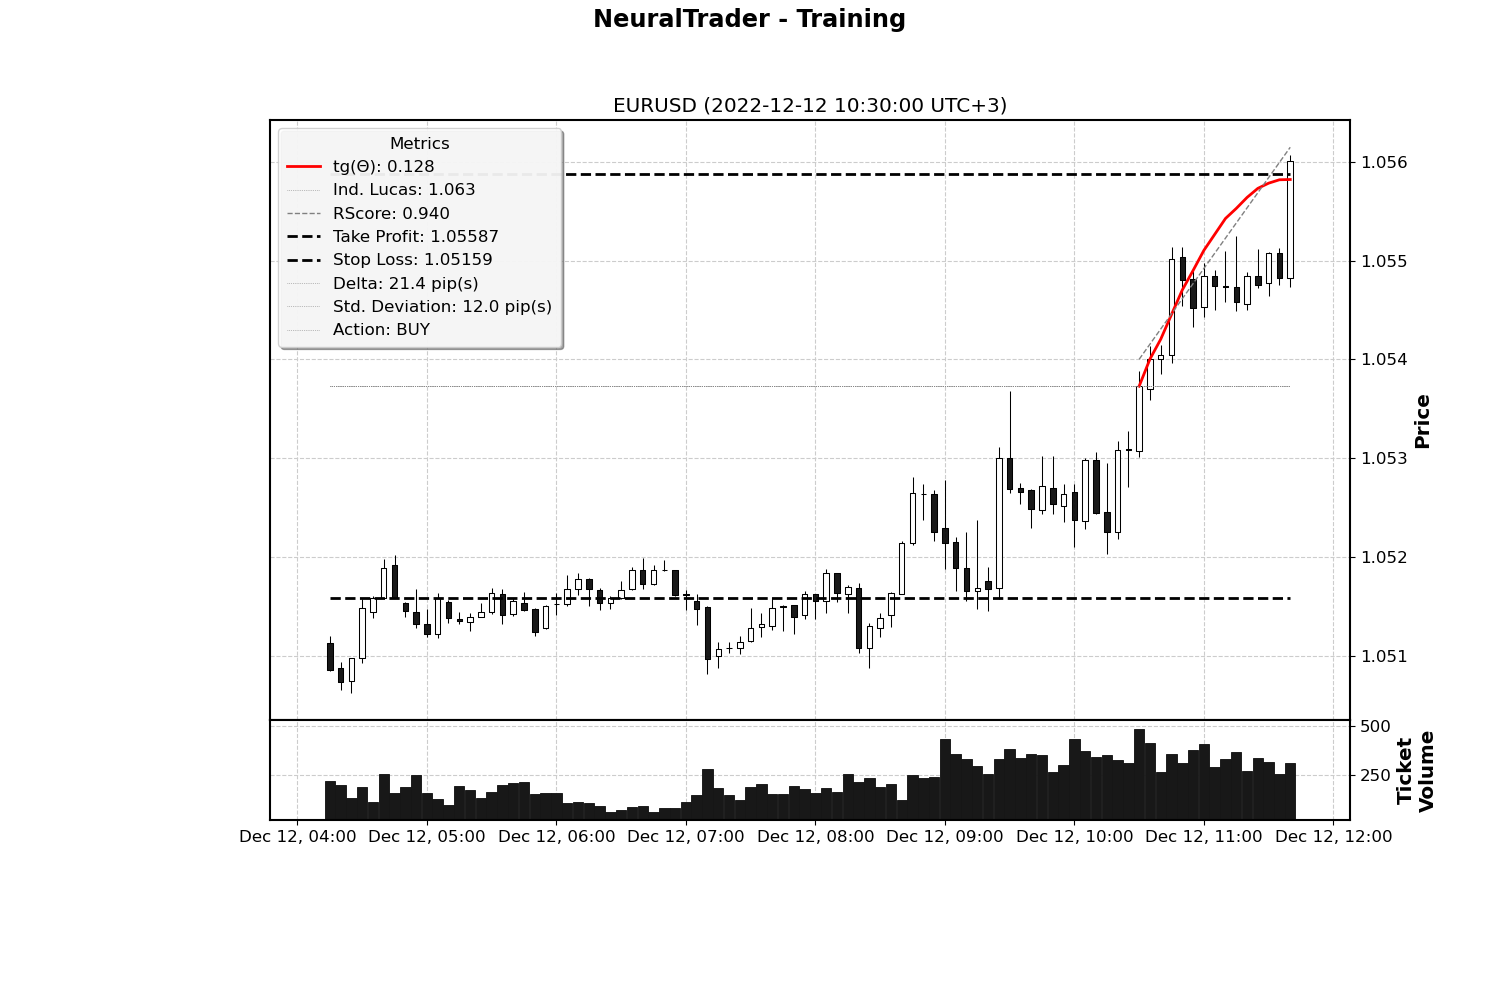 NeuralTrader - Training
EURUSD (2022-12-12 10:30:00 UTC+3)
Metrics
tg(Θ): 0.128
Ind. Lucas: 1.063
RScore: 0.940
Take Profit: 1.05587
Stop Loss: 1.05159
Delta: 21.4 pip(s)
Std. Deviation: 12.0 pip(s)
Action: BUY
1.056
1.055
1.054
1.053
1.052
1.051
Price
500
250
Ticket
Volume
Dec 12, 04:00 Dec 12, 05:00 Dec 12, 06:00 Dec 12, 07:00 Dec 12, 08:00 Dec 12, 09:00 Dec 12, 10:00 Dec 12, 11:00 Dec 12, 12:00